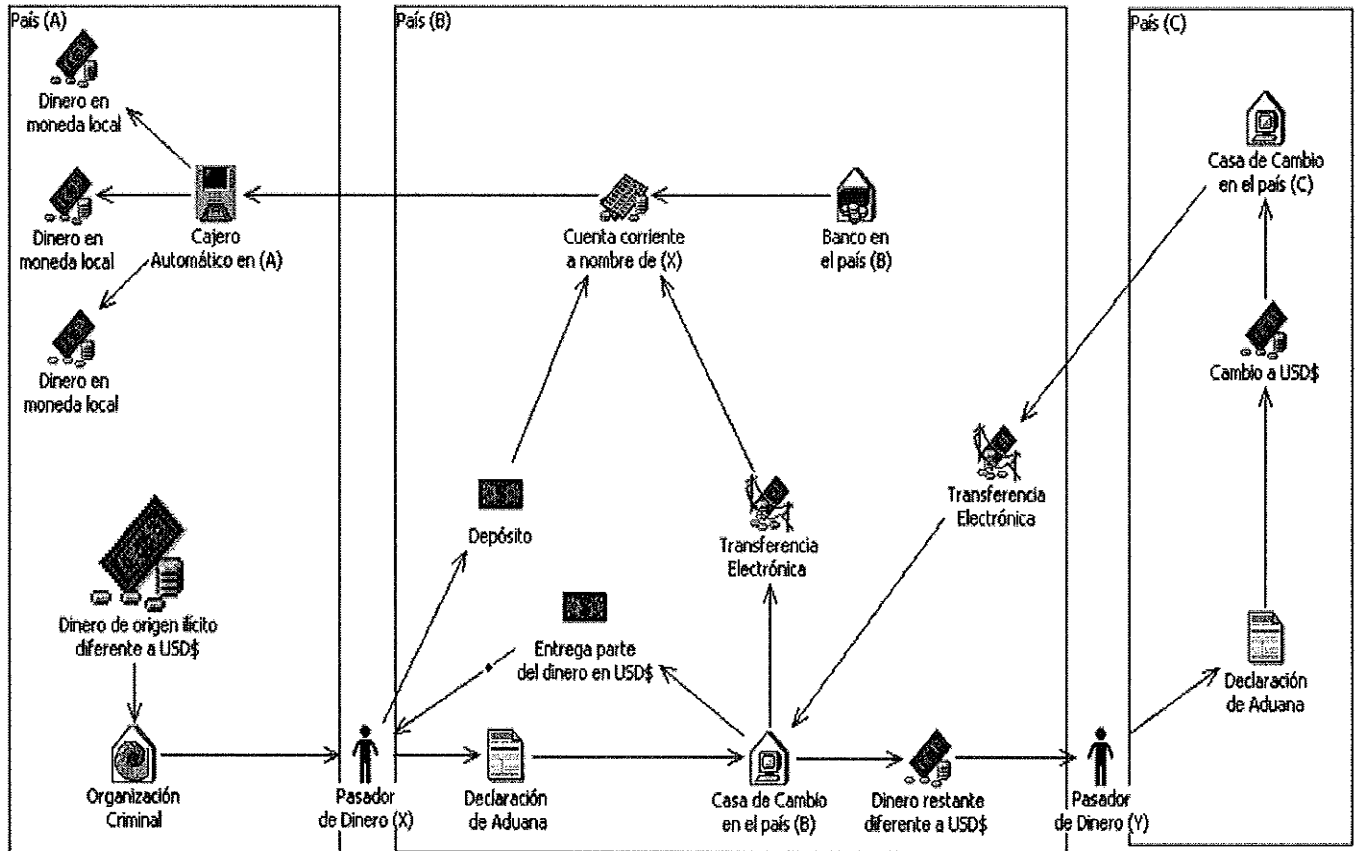 País (A)
Dinero en
moneda local
Dinero en
moneda local
Cajero
Automático en (A)
Dinero en
moneda local
Dinero de origen ilícito
diferente a USD$
Organización
Criminal
Pasador
de Dinero (X)
País (B)
Cuenta corriente
a nombre de (X)
Banco en
el país (B)
Depósito
Transferencia
Electrónica
Transferencia
Electrónica
Entrega parte
del dinero en USD$
Declaración
de Aduana
Casa de Cambio
en el país (B)
Dinero restante
diferente a USD$
Pasador
de Dinero (Y)
País (C)
Casa de Cambio
en el país (C)
Cambio a USD$
Declaración
de Aduana